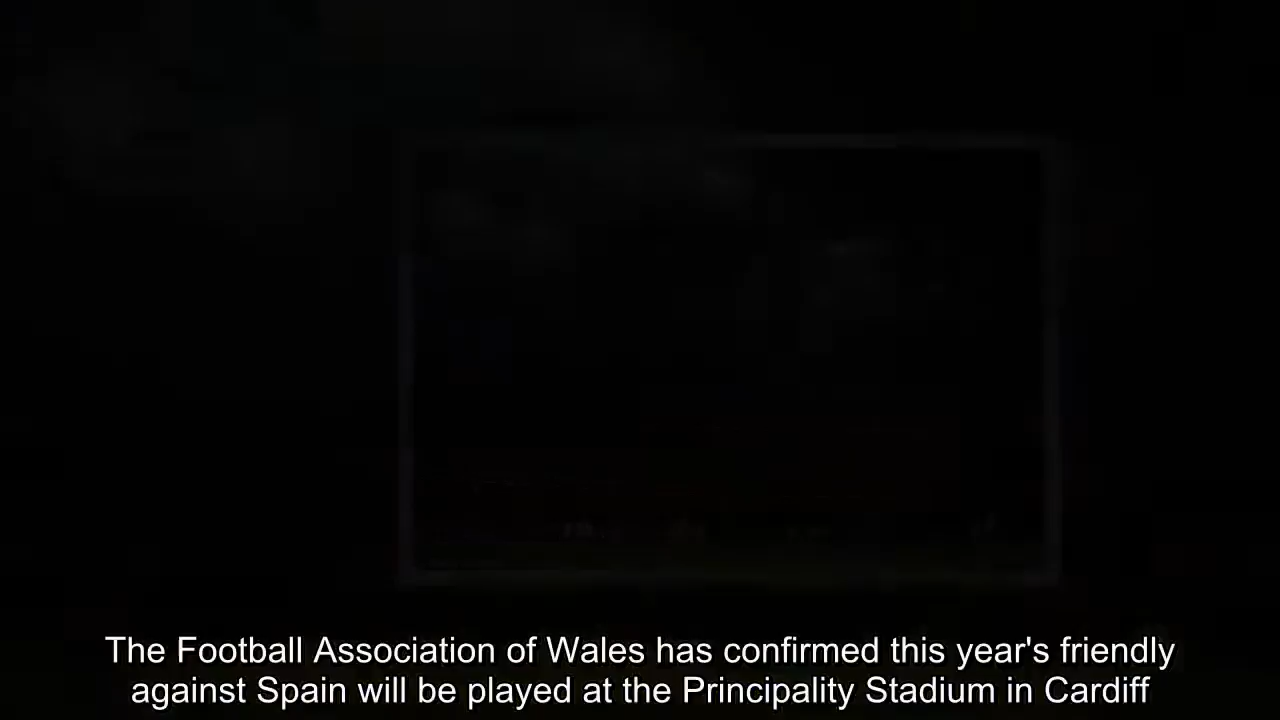 The Football Association of Wales has confirmed this year's friendly
against Spain will be played at the Principality Stadium in Cardiff